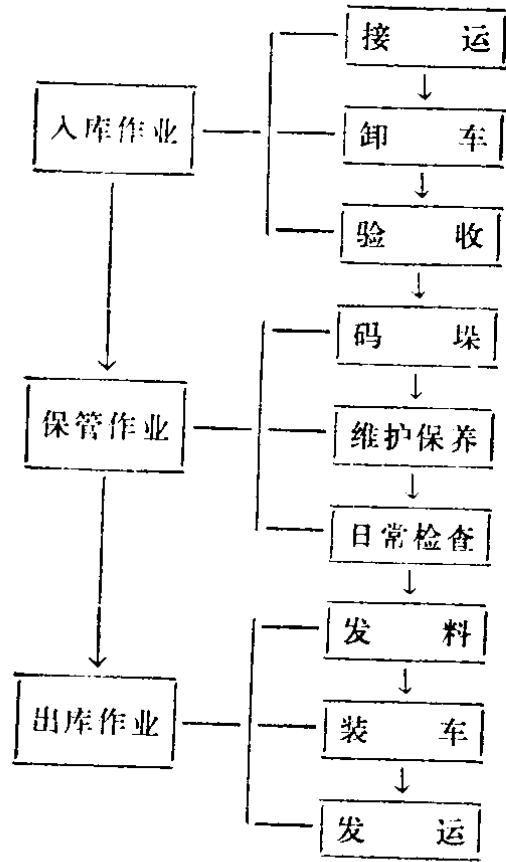 接 运
入库作业
卸 车
验 收
码 垛
保管作业
维护保养
日常检查
发 料
出库作业
装 车
发 运